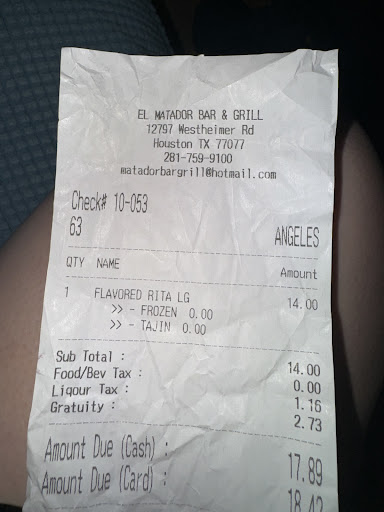 EL MATADOR BAR & GRILL
12797 Westheimer Rd
Houston TX 77077
281-759-9100
matadorbargrill@hotmail.com
Check# 10-053
63 ANGELES
QTY NAME Amount
1 FLAVORED RITA LG 14.00
>> - FROZEN 0.00
>> - TAJIN 0.00
Sub Total : 14.00
Food/Bev Tax : 0.00
Liqour Tax : 1.16
Gratuity : 2.73
Amount Due (Cash) : 17.89
Amount Due (Card) : 18.42